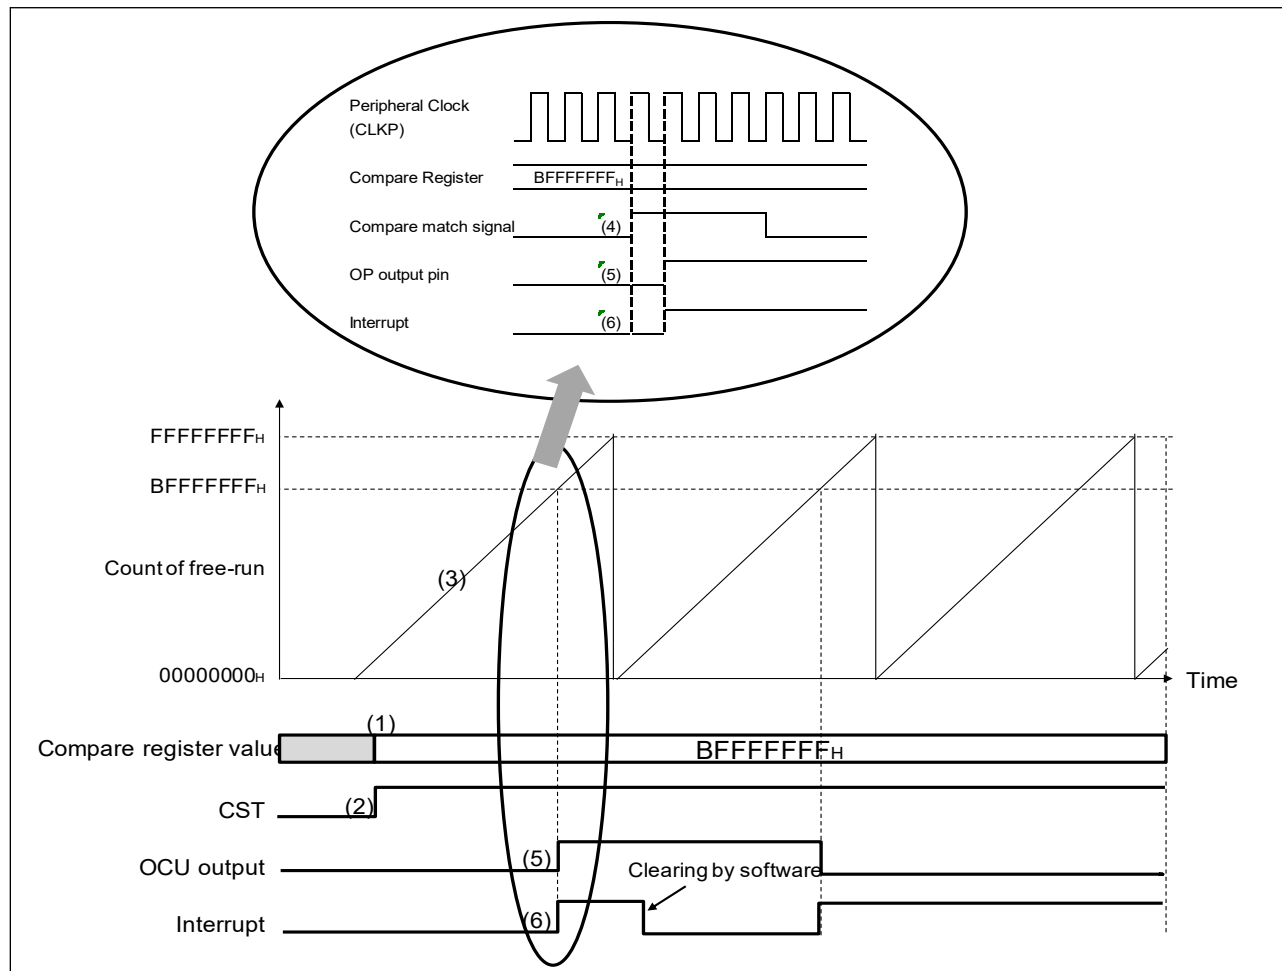 Peripheral Clock
(CLKP)
Compare Register
BFFFFFFFH
Compare match signal
(4)
OP output pin
(5)
Interrupt
(6)
FFFFFFFFH
BFFFFFFFH
Count of free-run
(3)
00000000H
Time
(1)
Compare register value
BFFFFFFFH
CST
(2)
OCU output
(5)
Clearing by software
Interrupt
(6)